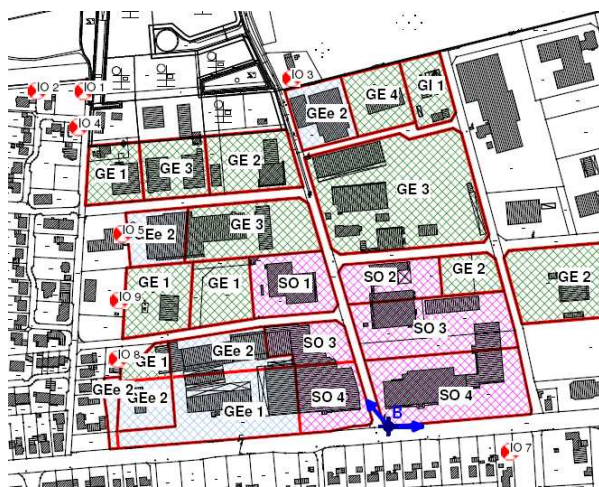 IO 3
IO 2
IO 1
GI 1
GE 4
GEe 2
IO 4
GE 2
GE 3
GE 1
GE 3
GE 3
IO 5
GEe 2
SO 2
GE 2
GE 2
GE 1
GE 1
SO 1
IO 9
SO 3
SO 3
GEe 2
IO 8
GE 1
GEe 2
GEe 2
SO 4
SO 4
GEe 1
B
IO 7